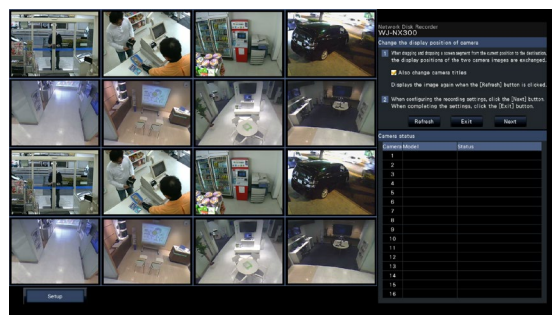 Network Disk Recorder
WJ-NX300
Change the display position of camera
1 When dragging and dropping a screen segment from the current position to the destination,
the display positions of the two camera images are exchanged.
Also change camera titles
Displays the image again when the [Refresh] button is clicked.
2 When configuring the recording settings, click the [Next] button.
When completing the settings, click the [Exit] button.
Refresh Exit Next
Camera status
Camera Model Status
1
2
3
4
5
6
7
8
9
10
11
12
13
14
15
16
Setup